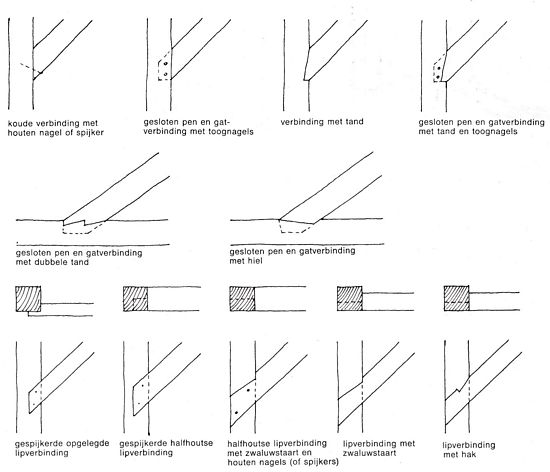 koude verbinding met
houten nagel of spijker
gesloten pen en gat-
verbinding met toognagels
verbinding met tand
gesloten pen en gatverbinding
met tand en toognagels
gesloten pen en gatverbinding
met dubbele tand
gesloten pen en gatverbinding
met hiel
gespijkerde opgelegde
lipverbinding
gespijkerde halfhoutse
lipverbinding
halfhoutse lipverbinding
met zwaluwstaart en
houten nagels (of spijkers)
lipverbinding met
zwaluwstaart
lipverbinding
met hak